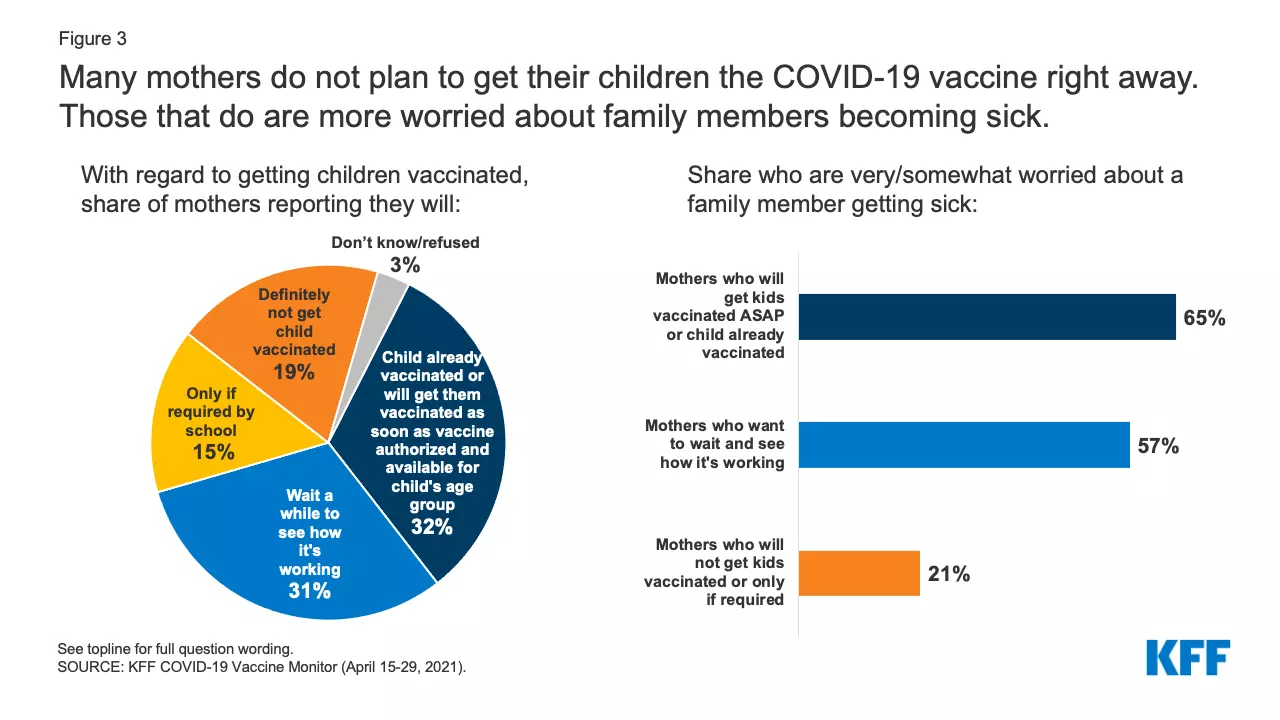 Figure 3
Many mothers do not plan to get their children the COVID-19 vaccine right away.
Those that do are more worried about family members becoming sick.
With regard to getting children vaccinated,
share of mothers reporting they will:
Don’t know/refused
3%
Definitely
not get
child
vaccinated
19%
Child already
vaccinated or
will get them
vaccinated as
soon as vaccine
authorized and
available for
child's age
group
32%
Only if
required by
school
15%
Wait a
while to
see how
it's
working
31%
Share who are very/somewhat worried about a
family member getting sick:
Mothers who will
get kids
vaccinated ASAP
or child already
vaccinated
65%
Mothers who want
to wait and see
how it's working
57%
Mothers who will
not get kids
vaccinated or only
if required
21%
See topline for full question wording.
SOURCE: KFF COVID-19 Vaccine Monitor (April 15-29, 2021).
KFF